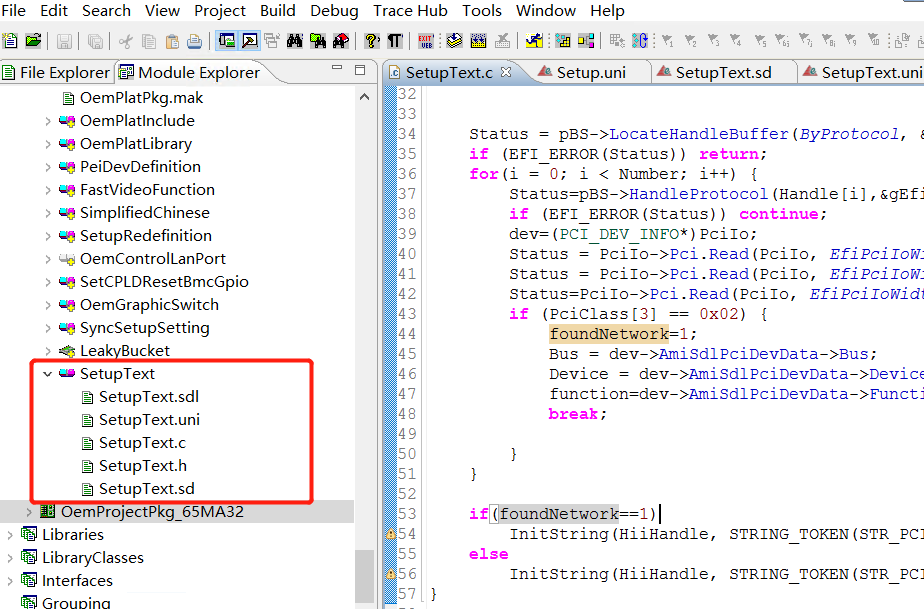 File Edit Search View Project Build Debug Trace Hub Tools Window Help
File Explorer Module Explorer
SetupText.c Setup.uni SetupText.sd SetupText.uni
OemPlatPkg.mak
OemPlatInclude
OemPlatLibrary
PeiDevDefinition
FastVideoFunction
SimplifiedChinese
SetupRedefinition
OemControlLanPort
SetCPLDResetBmcGpio
OemGraphicSwitch
SyncSetupSetting
LeakyBucket
SetupText
SetupText.sdl
SetupText.uni
SetupText.c
SetupText.h
SetupText.sd
OemProjectPkg_65MA32
Libraries
LibraryClasses
Interfaces
Grouping
32
33
34 Status = pBS->LocateHandleBuffer(ByProtocol, &
35 if (EFI_ERROR(Status)) return;
36 for(i = 0; i < Number; i++) {
37 Status=pBS->HandleProtocol(Handle[i],&gEfi
38 if (EFI_ERROR(Status)) continue;
39 dev=(PCI_DEV_INFO*)PciIo;
40 Status = PciIo->Pci.Read(PciIo, EfiPciIoWi
41 Status = PciIo->Pci.Read(PciIo, EfiPciIoWi
42 Status=PciIo->Pci.Read(PciIo, EfiPciIoWidt
43 if (PciClass[3] == 0x02) {
44 foundNetwork=1;
45 Bus = dev->AmiSdlPciDevData->Bus;
46 Device = dev->AmiSdlPciDevData->Device
47 function=dev->AmiSdlPciDevData->Functi
48 break;
49
50 }
51 }
52
53 if(foundNetwork==1)
54 InitString(HiiHandle, STRING_TOKEN(STR_PCI
55 else
56 InitString(HiiHandle, STRING_TOKEN(STR_PCI
57 }